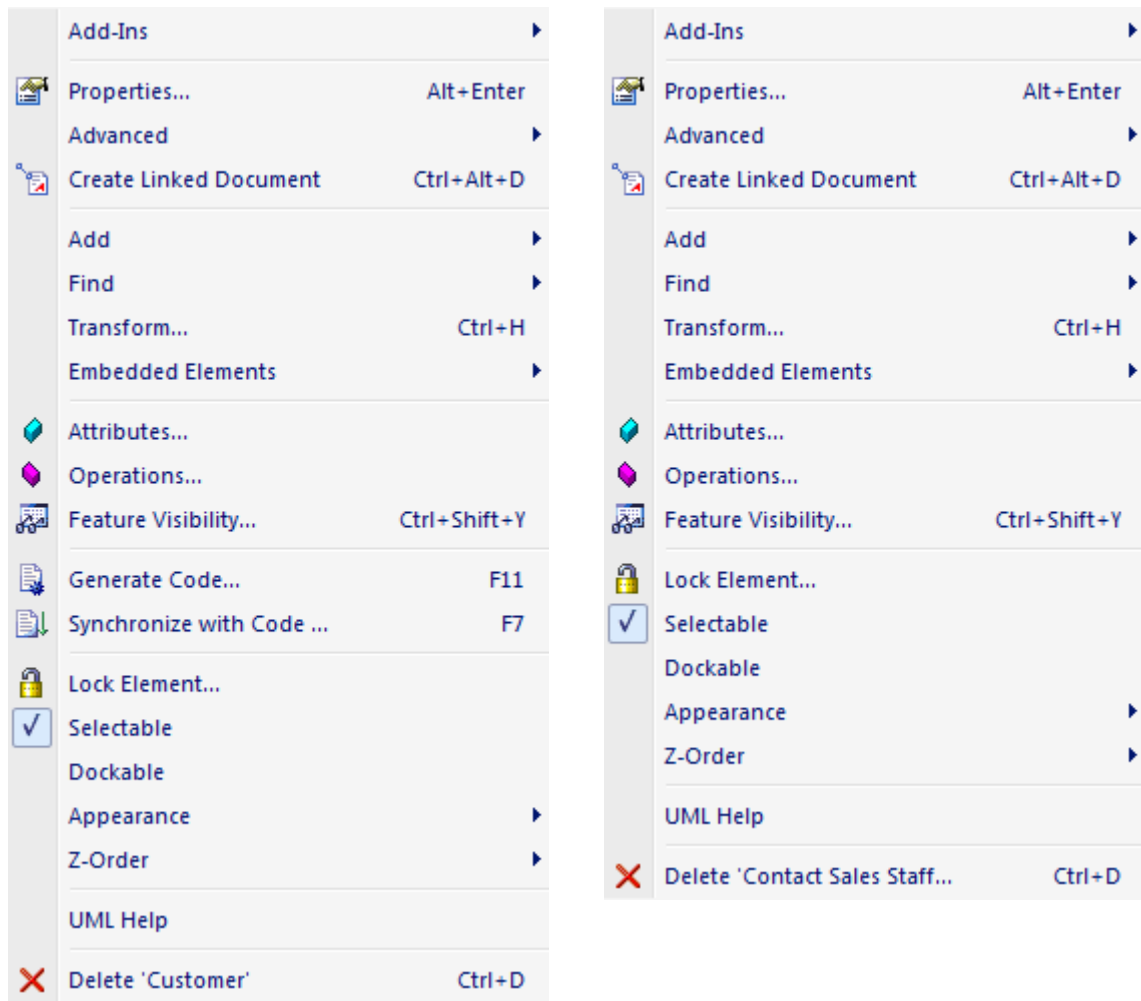 Add-Ins
Properties... Alt+Enter
Advanced
Create Linked Document Ctrl+Alt+D
Add
Find
Transform... Ctrl+H
Embedded Elements
Attributes...
Operations...
Feature Visibility... Ctrl+Shift+Y
Generate Code... F11
Synchronize with Code ... F7
Lock Element...
Selectable
Dockable
Appearance
Z-Order
UML Help
Delete 'Customer' Ctrl+D
Add-Ins
Properties... Alt+Enter
Advanced
Create Linked Document Ctrl+Alt+D
Add
Find
Transform... Ctrl+H
Embedded Elements
Attributes...
Operations...
Feature Visibility... Ctrl+Shift+Y
Lock Element...
Selectable
Dockable
Appearance
Z-Order
UML Help
Delete 'Contact Sales Staff... Ctrl+D